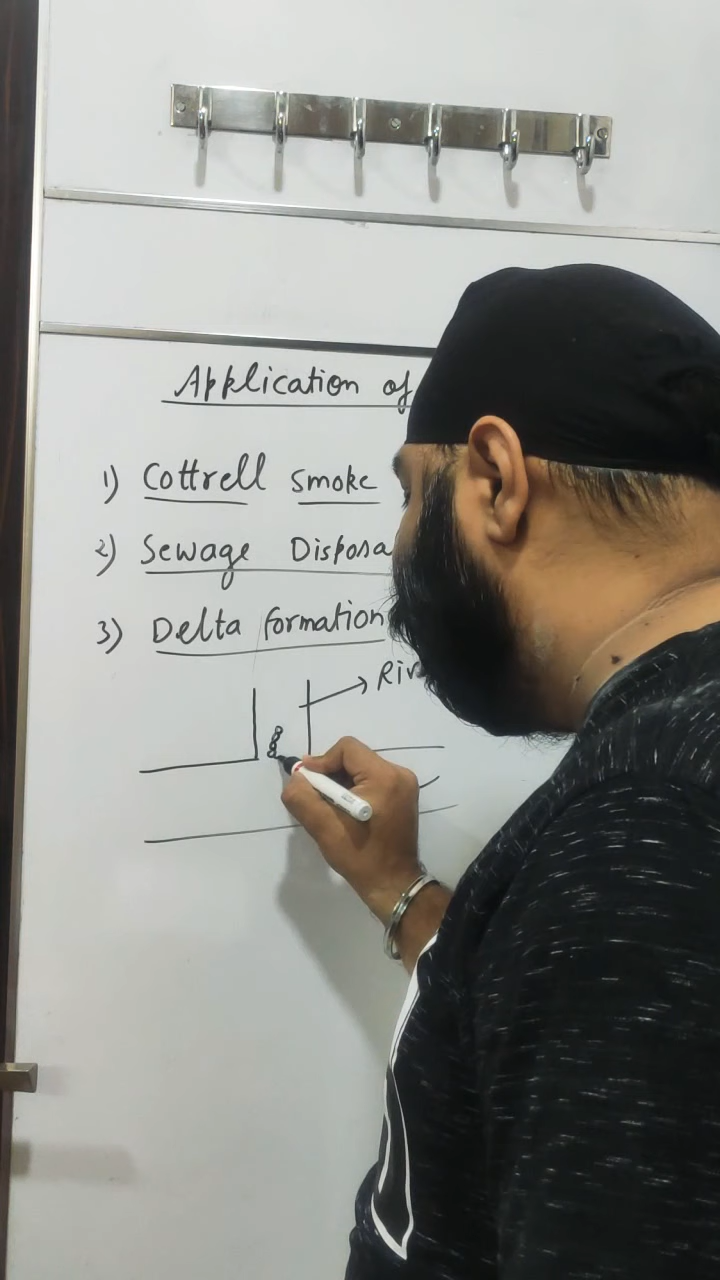 Application of
1) Cottrell Smoke
2) Sewage Disposa
3) Delta formation
Riv